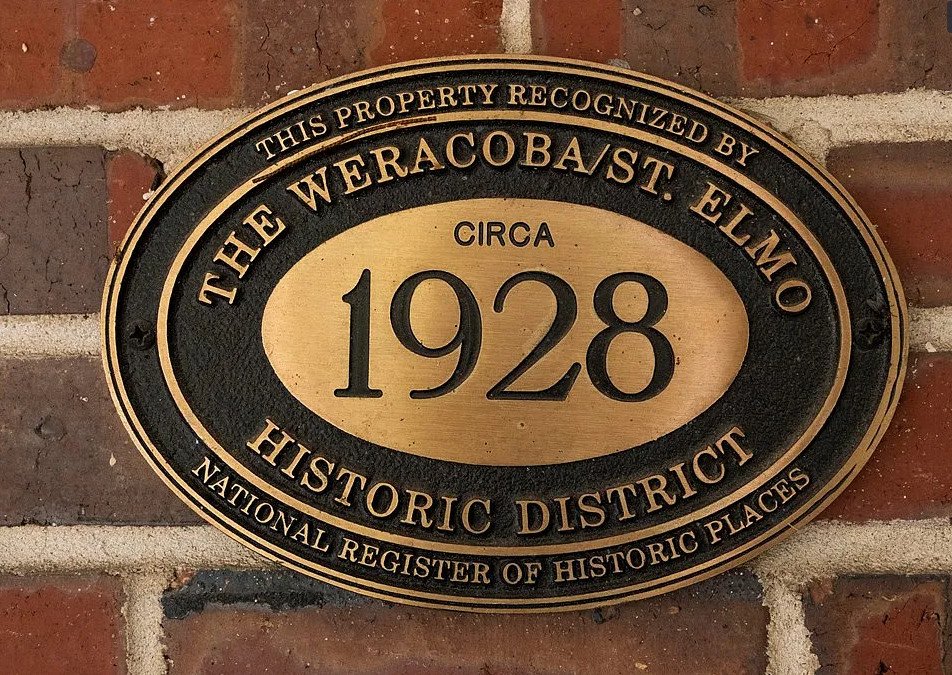 THIS PROPERTY RECOGNIZED BY
THE WERACOBA/ST. ELMO
CIRCA
1928
HISTORIC DISTRICT
NATIONAL REGISTER OF HISTORIC PLACES